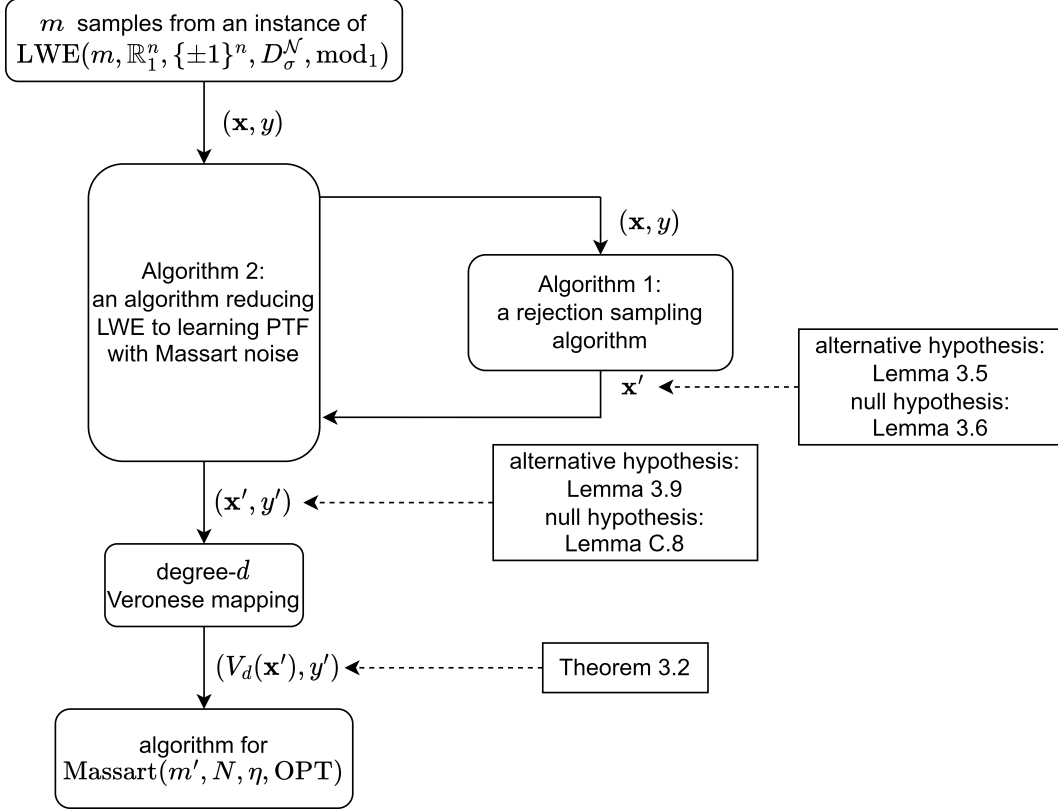 m samples from an instance of
LWE(m, ℝ₁ⁿ, {±1}ⁿ, D_σ^𝒩, mod₁)
(𝐱, y)
(𝐱, y)
Algorithm 2:
an algorithm reducing
LWE to learning PTF
with Massart noise
Algorithm 1:
a rejection sampling
algorithm
𝐱′
alternative hypothesis:
Lemma 3.5
null hypothesis:
Lemma 3.6
(𝐱′, y′)
alternative hypothesis:
Lemma 3.9
null hypothesis:
Lemma C.8
degree-d
Veronese mapping
(V_d(𝐱′), y′)
Theorem 3.2
algorithm for
Massart(m′, N, η, OPT)